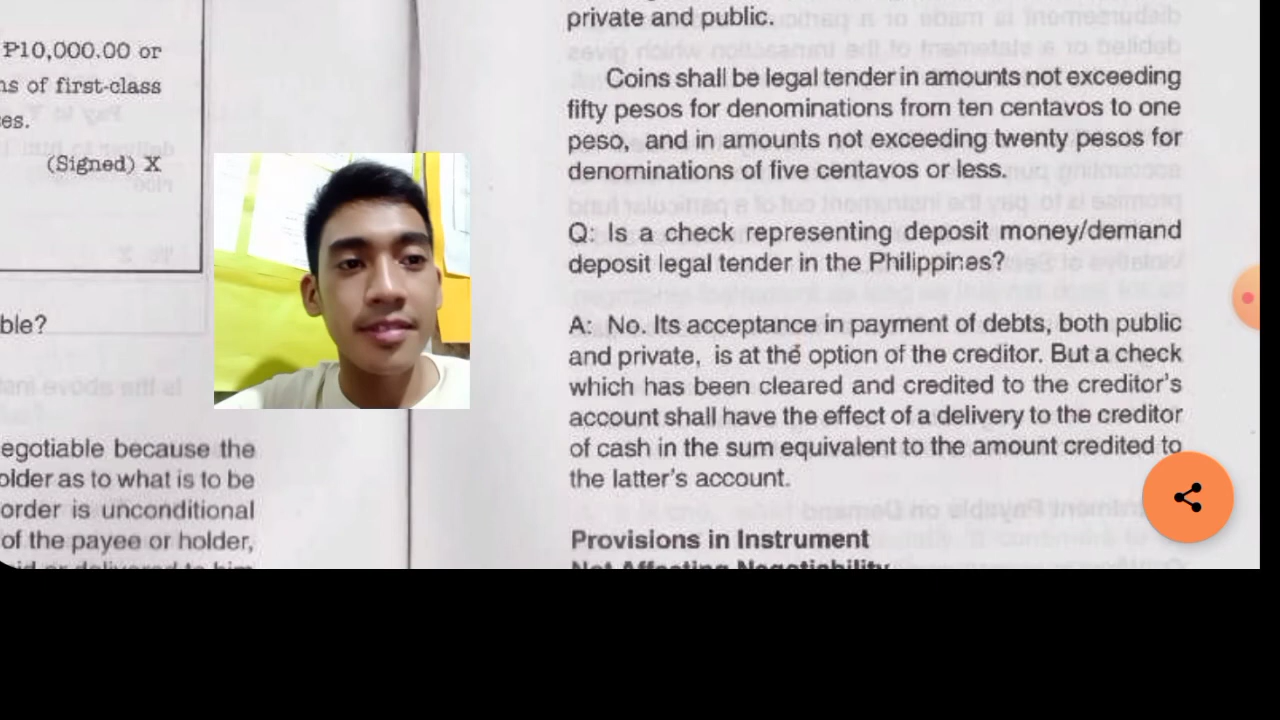 ₱10,000.00 or
ns of first-class
es.
(Signed) X
ble?
egotiable because the
older as to what is to be
order is unconditional
of the payee or holder,
private and public.
Coins shall be legal tender in amounts not exceeding
fifty pesos for denominations from ten centavos to one
peso, and in amounts not exceeding twenty pesos for
denominations of five centavos or less.
Q: Is a check representing deposit money/demand
deposit legal tender in the Philippines?
A: No. Its acceptance in payment of debts, both public
and private, is at the option of the creditor. But a check
which has been cleared and credited to the creditor's
account shall have the effect of a delivery to the creditor
of cash in the sum equivalent to the amount credited to
the latter's account.
Provisions in Instrument
Not Affecting Negotiability